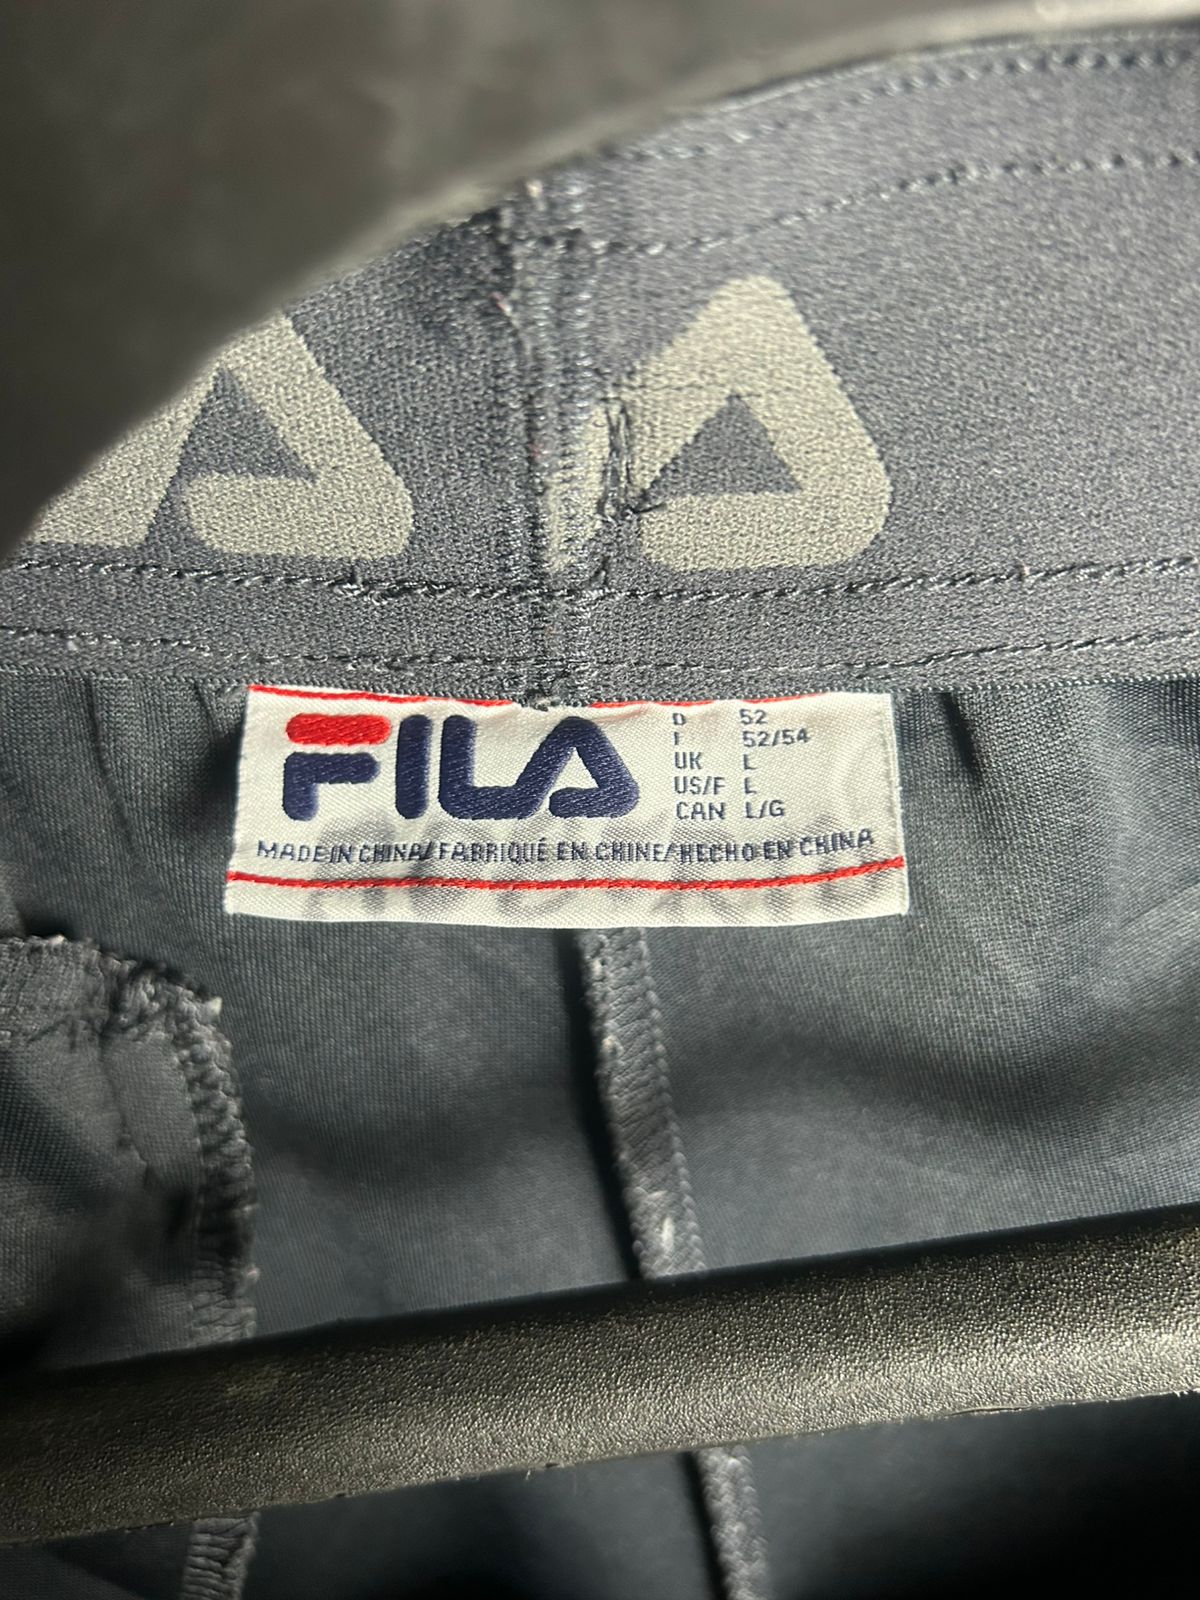 FILA
D 52
I 52/54
UK L
US/F L
CAN L/G
MADE IN CHINA/FABRIQUÉ EN CHINE/HECHO EN CHINA